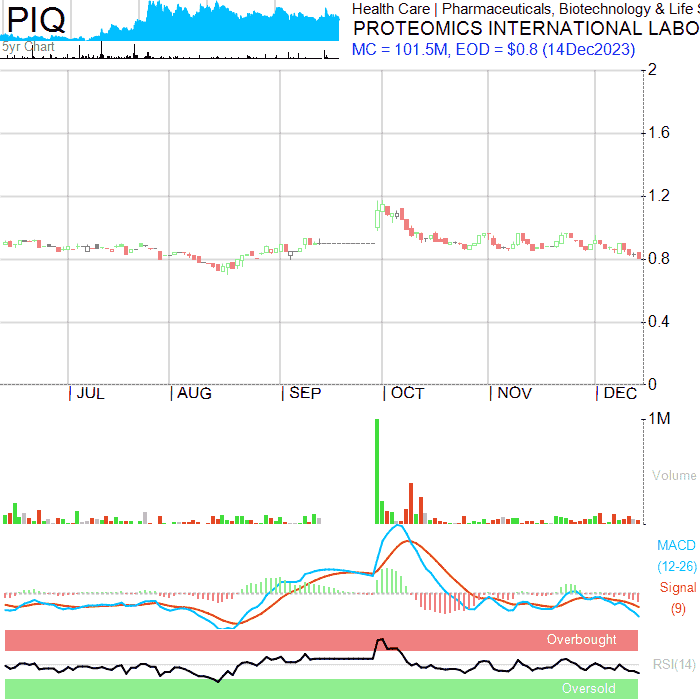 PIQ
5yr Chart
Health Care | Pharmaceuticals, Biotechnology & Life S
PROTEOMICS INTERNATIONAL LABO
MC = 101.5M, EOD = $0.8 (14Dec2023)
2
1.6
1.2
0.8
0.4
0
JUL AUG SEP OCT NOV DEC
1M
Volume
MACD
(12-26)
Signal
(9)
Overbought
RSI(14)
Oversold